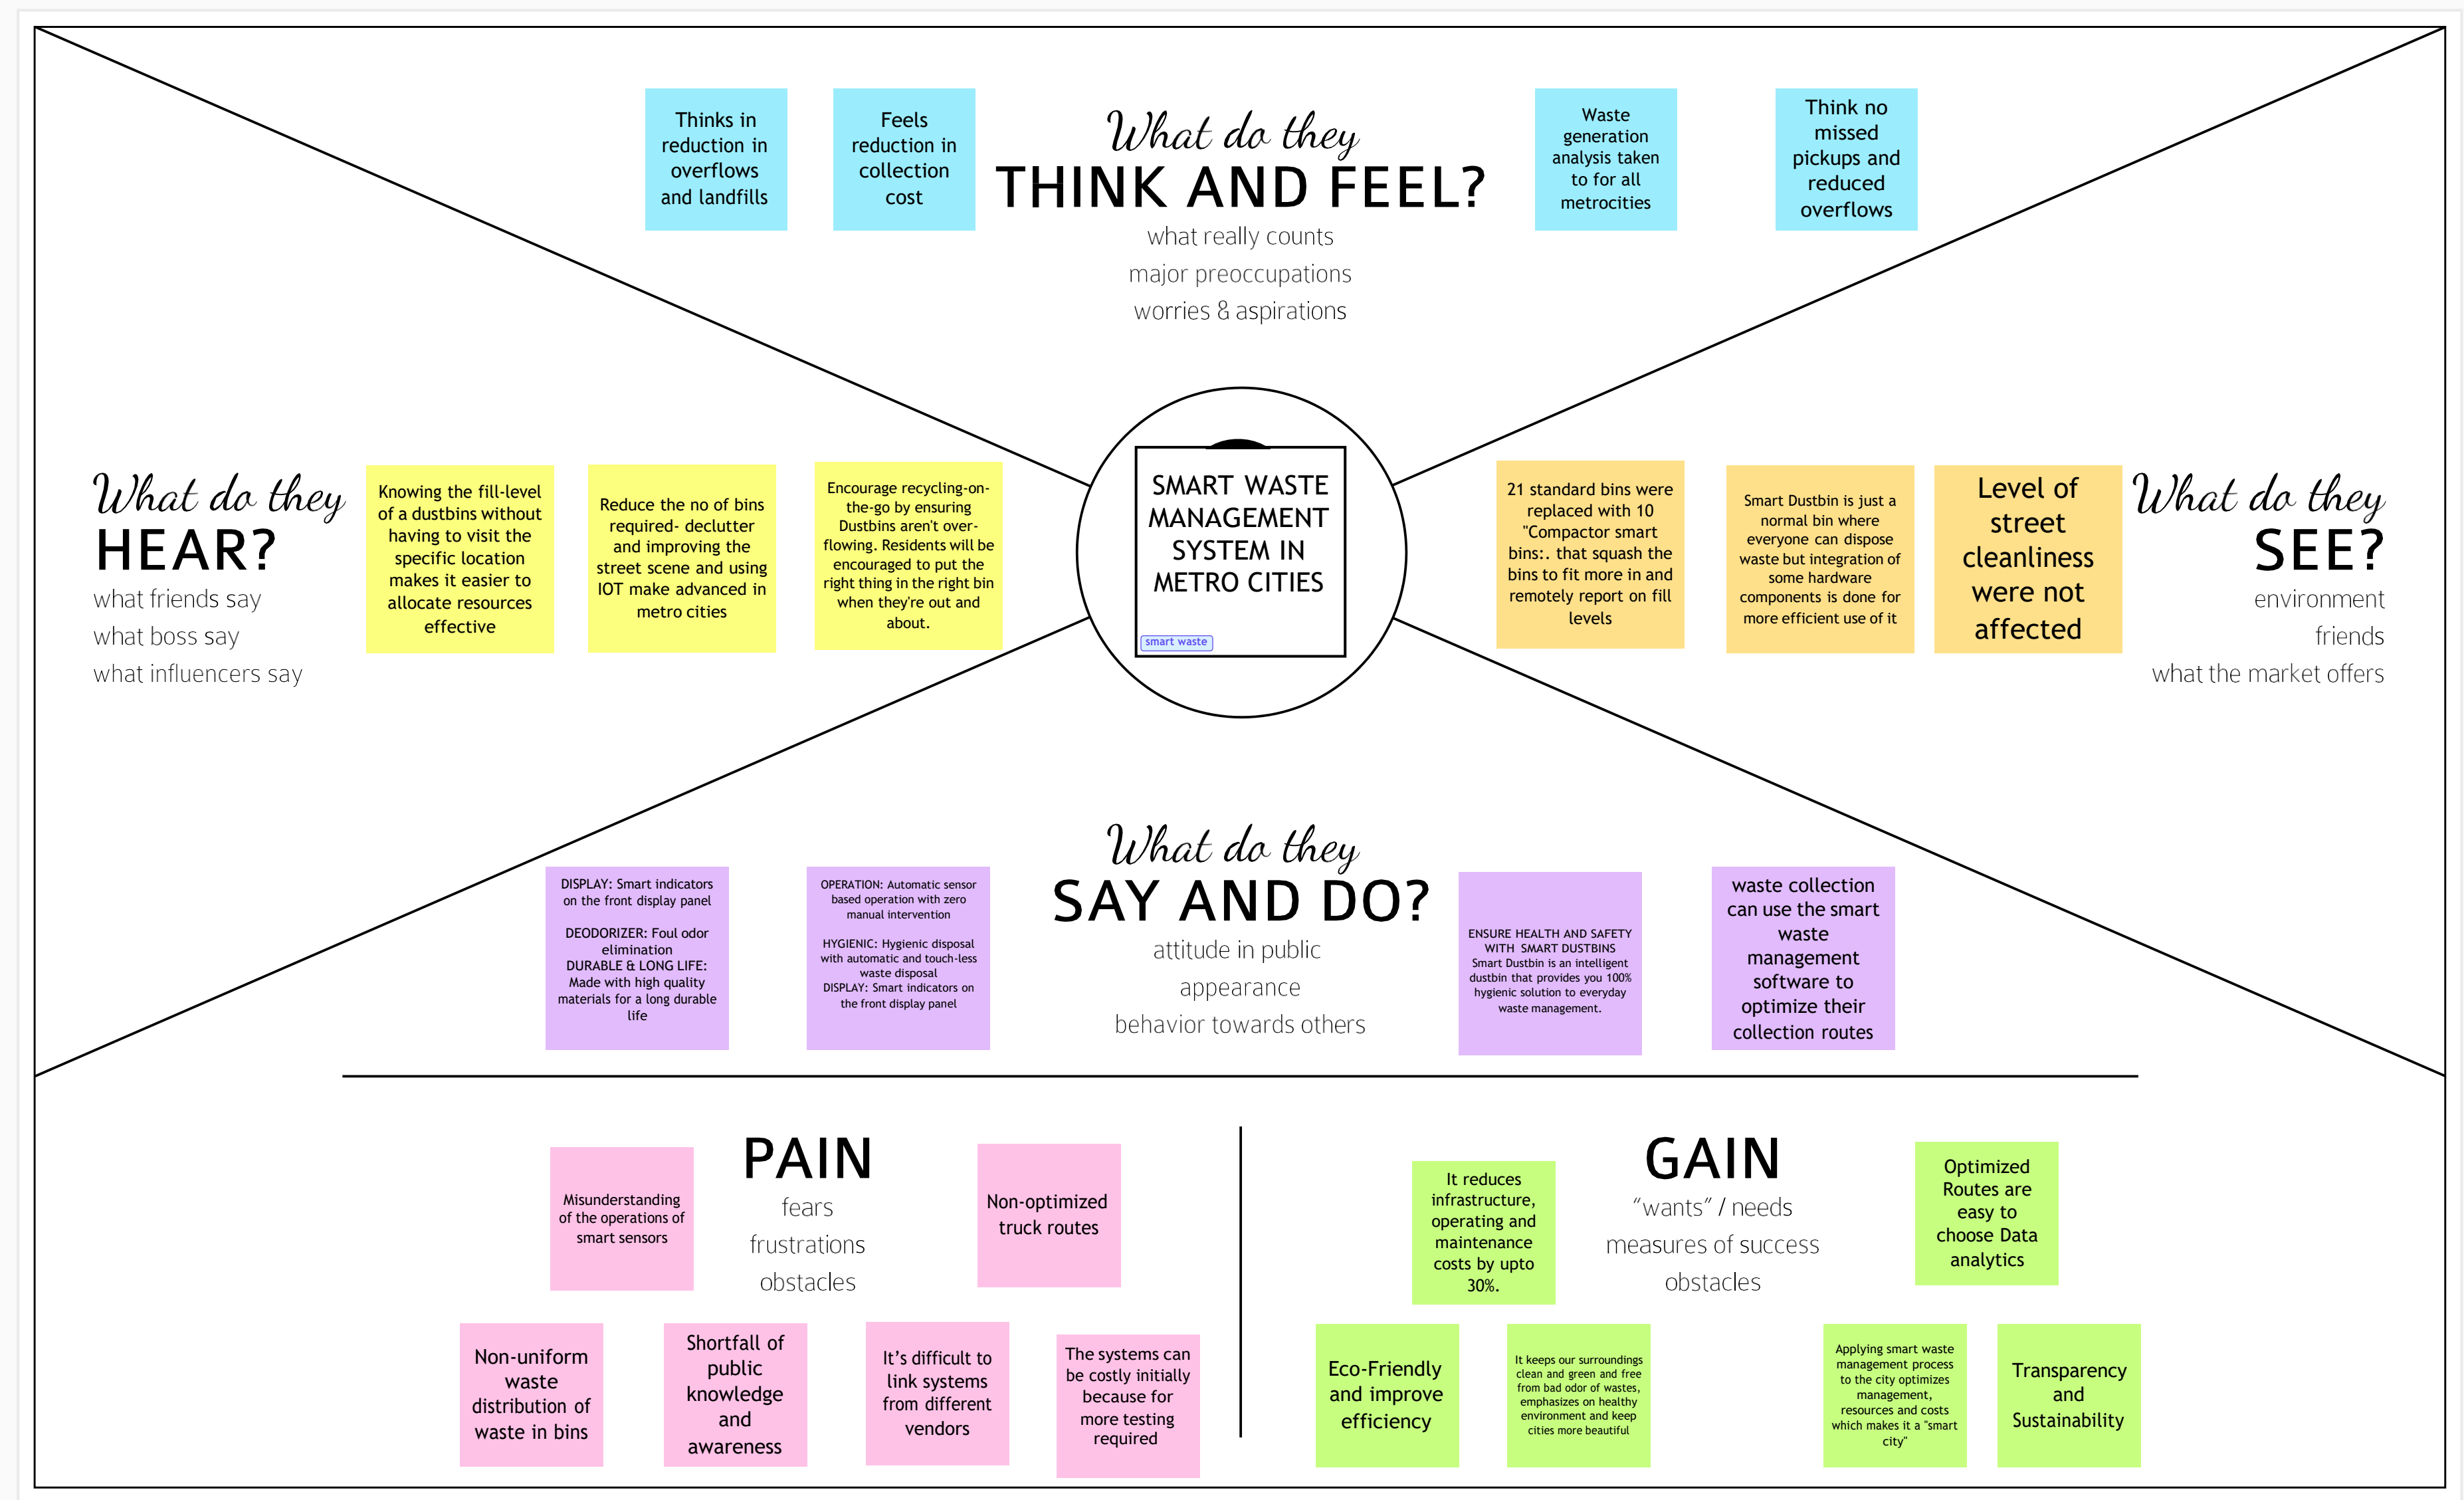 Thinks in
reduction in
overflows
and landfills
Feels
reduction in
collection
cost
What do they
THINK AND FEEL?
what really counts
major preoccupations
worries & aspirations
Waste
generation
analysis taken
to for all
metrocities
Think no
missed
pickups and
reduced
overflows
What do they
HEAR?
what friends say
what boss say
what influencers say
Knowing the fill-level
of a dustbins without
having to visit the
specific location
makes it easier to
allocate resources
effective
Reduce the no of bins
required- declutter
and improving the
street scene and using
IOT make advanced in
metro cities
Encourage recycling-on-
the-go by ensuring
Dustbins aren't over-
flowing. Residents will be
encouraged to put the
right thing in the right bin
when they're out and
about.
SMART WASTE
MANAGEMENT
SYSTEM IN
METRO CITIES
smart waste
21 standard bins were
replaced with 10
"Compactor smart
bins:. that squash the
bins to fit more in and
remotely report on fill
levels
Smart Dustbin is just a
normal bin where
everyone can dispose
waste but integration of
some hardware
components is done for
more efficient use of it
Level of
street
cleanliness
were not
affected
What do they
SEE?
environment
friends
what the market offers
DISPLAY: Smart indicators
on the front display panel
DEODORIZER: Foul odor
elimination
DURABLE & LONG LIFE:
Made with high quality
materials for a long durable
life
OPERATION: Automatic sensor
based operation with zero
manual intervention
HYGIENIC: Hygienic disposal
with automatic and touch-less
waste disposal
DISPLAY: Smart indicators on
the front display panel
What do they
SAY AND DO?
attitude in public
appearance
behavior towards others
ENSURE HEALTH AND SAFETY
WITH SMART DUSTBINS
Smart Dustbin is an intelligent
dustbin that provides you 100%
hygienic solution to everyday
waste management.
waste collection
can use the smart
waste
management
software to
optimize their
collection routes
PAIN
fears
frustrations
obstacles
Misunderstanding
of the operations of
smart sensors
Non-optimized
truck routes
Non-uniform
waste
distribution of
waste in bins
Shortfall of
public
knowledge
and
awareness
It's difficult to
link systems
from different
vendors
The systems can
be costly initially
because for
more testing
required
GAIN
“wants” / needs
measures of success
obstacles
It reduces
infrastructure,
operating and
maintenance
costs by upto
30%.
Optimized
Routes are
easy to
choose Data
analytics
Eco-Friendly
and improve
efficiency
It keeps our surroundings
clean and green and free
from bad odor of wastes,
emphasizes on healthy
environment and keep
cities more beautiful
Applying smart waste
management process
to the city optimizes
management,
resources and costs
which makes it a "smart
city"
Transparency
and
Sustainability